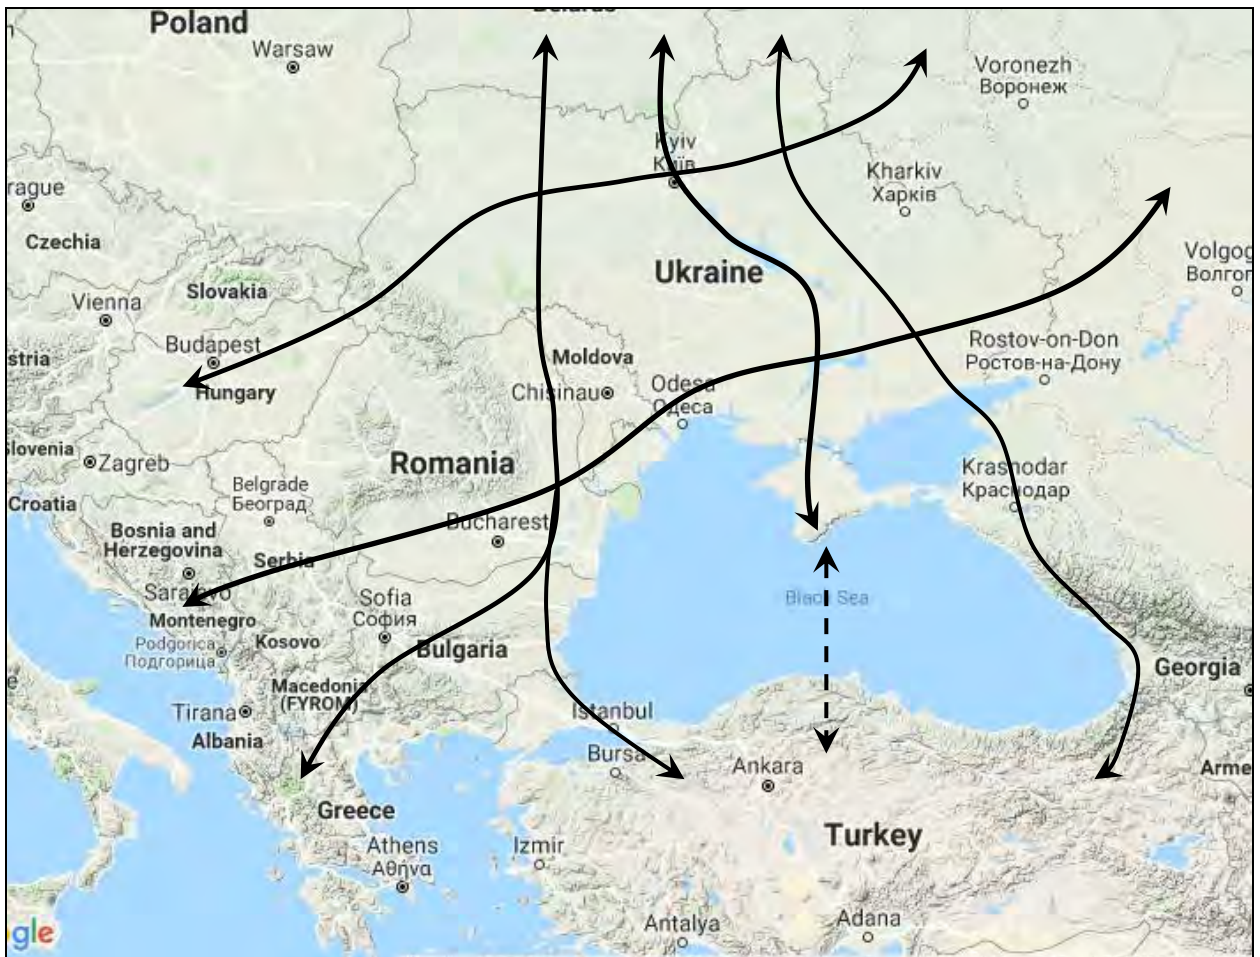 Poland
Belarus
Warsaw
Voronezh
Воронеж
Kyiv
Київ
Kharkiv
Харків
rague
Czechia
Ukraine
Volgog
Волгог
Vienna
Slovakia
Budapest
Hungary
stria
Moldova
Chisinau
Odesa
Одеса
Rostov-on-Don
Ростов-на-Дону
Slovenia
Zagreb
Romania
Belgrade
Београд
Krasnodar
Краснодар
Croatia
Bosnia and
Herzegovina
Bucharest
Serbia
Sarajevo
Sofia
София
Black Sea
Montenegro
Podgorica
Подгорица
Kosovo
Bulgaria
Georgia
Macedonia
(FYROM)
Tirana
Albania
Istanbul
Bursa
Ankara
Arme
Greece
Turkey
Athens
Αθήνα
Izmir
Antalya
Adana
gle